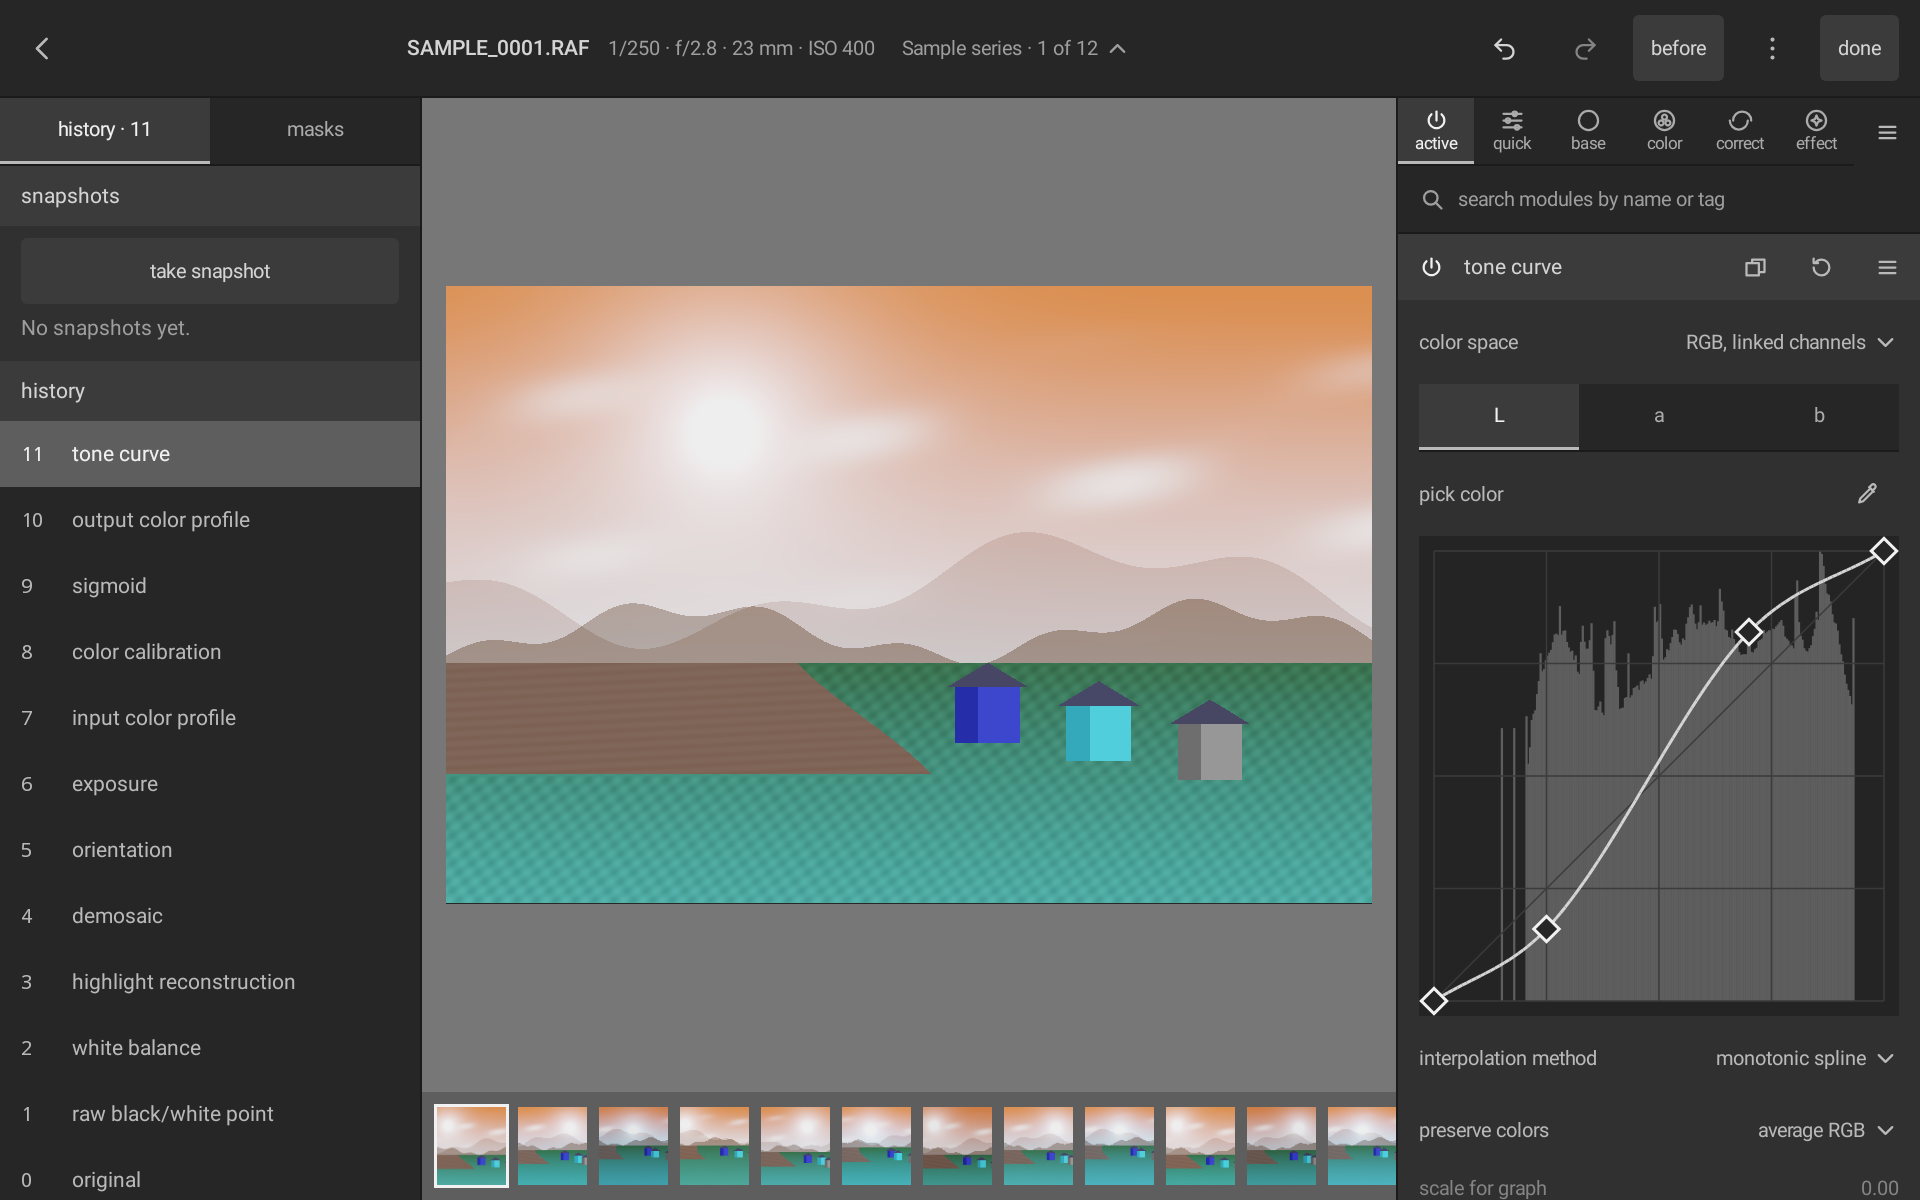 SAMPLE_0001.RAF 1/250 · f/2.8 · 23 mm · ISO 400 Sample series · 1 of 12
before
done
history · 11
masks
snapshots
take snapshot
No snapshots yet.
history
11 tone curve
10 output color profile
9 sigmoid
8 color calibration
7 input color profile
6 exposure
5 orientation
4 demosaic
3 highlight reconstruction
2 white balance
1 raw black/white point
0 original
active quick base color correct effect
search modules by name or tag
tone curve
color space RGB, linked channels
L a b
pick color
interpolation method monotonic spline
preserve colors average RGB
scale for graph 0.00